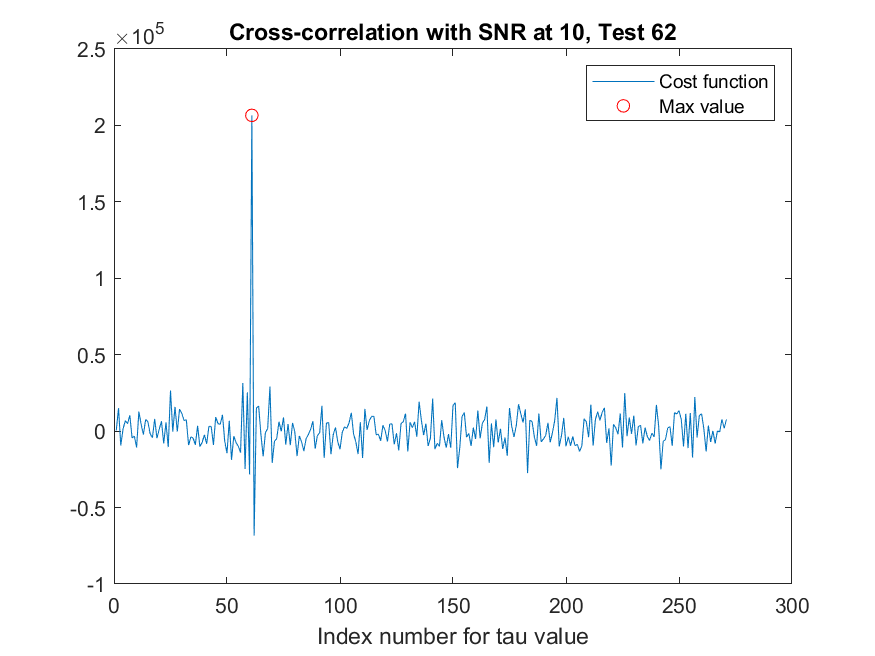 Cross-correlation with SNR at 10, Test 62
×10^5
2.5
2
1.5
1
0.5
0
-0.5
-1
Cost function
Max value
0 50 100 150 200 250 300
Index number for tau value